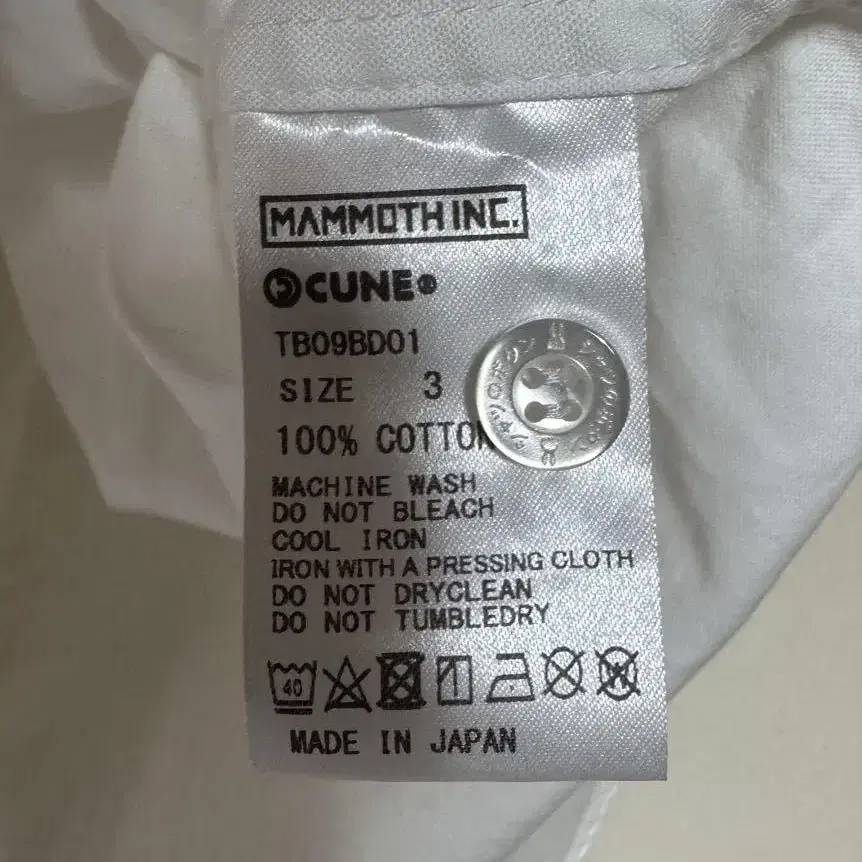 MAMMOTH INC.
CUNE®
TB09BD01
SIZE 3
100% COTTON
MACHINE WASH
DO NOT BLEACH
COOL IRON
IRON WITH A PRESSING CLOTH
DO NOT DRYCLEAN
DO NOT TUMBLEDRY
40
W
MADE IN JAPAN